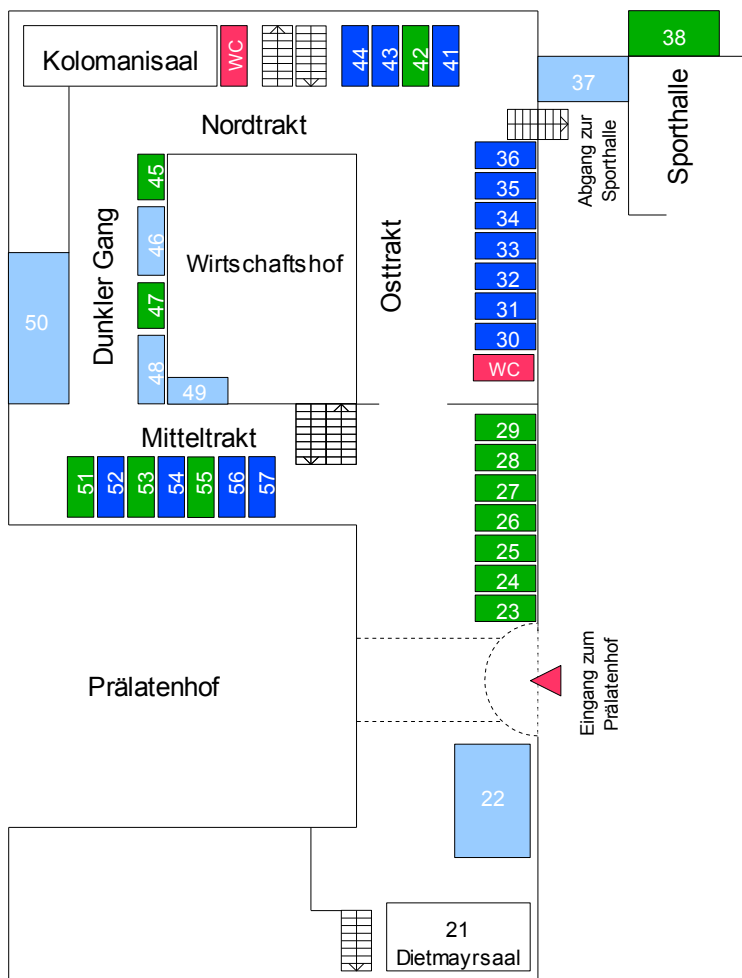 Kolomanisaal
WC
44
43
42
41
38
37
Nordtrakt
Abgang zur
Sporthalle
Sporthalle
36
35
34
33
32
31
30
WC
45
46
47
48
49
Wirtschaftshof
Dunkler Gang
Osttrakt
50
Mitteltrakt
51
52
53
54
55
56
57
29
28
27
26
25
24
23
Prälatenhof
Eingang zum
Prälatenhof
22
21
Dietmayrsaal